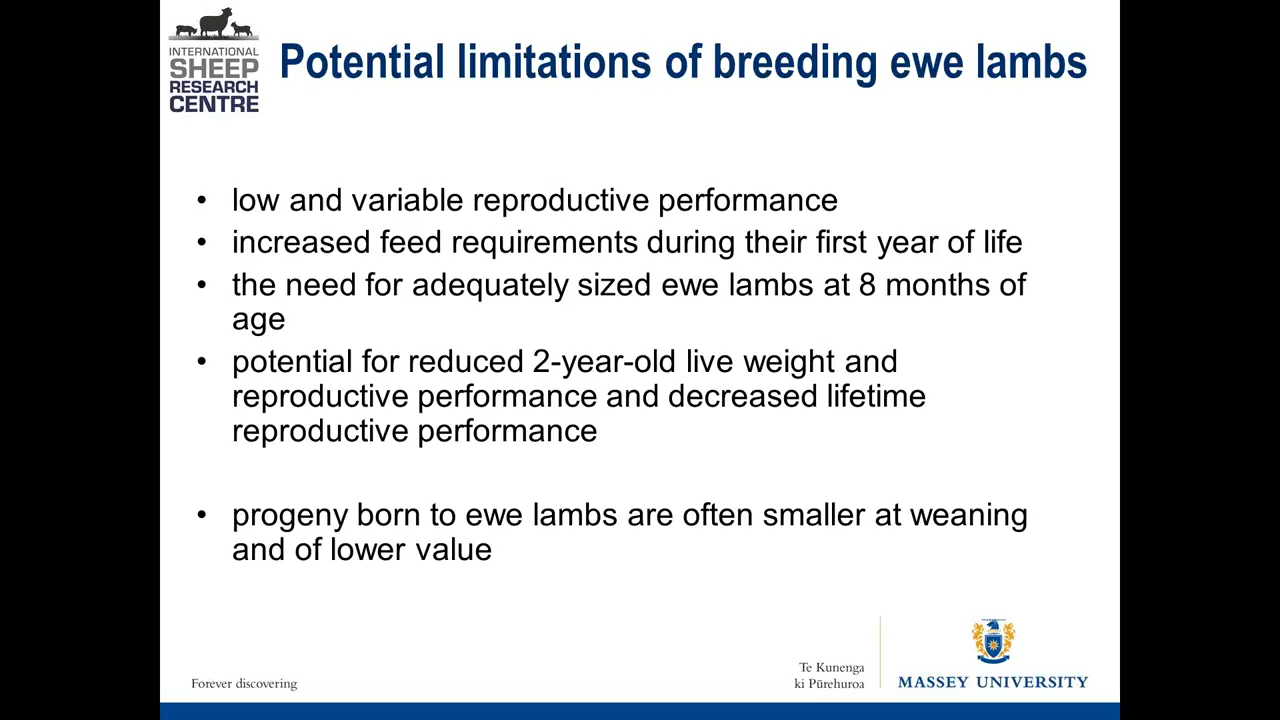 INTERNATIONAL
SHEEP
RESEARCH
CENTRE
Potential limitations of breeding ewe lambs
• low and variable reproductive performance
• increased feed requirements during their first year of life
• the need for adequately sized ewe lambs at 8 months of
age
• potential for reduced 2-year-old live weight and
reproductive performance and decreased lifetime
reproductive performance
• progeny born to ewe lambs are often smaller at weaning
and of lower value
Forever discovering
Te Kunenga
ki Pūrehuroa
MASSEY UNIVERSITY